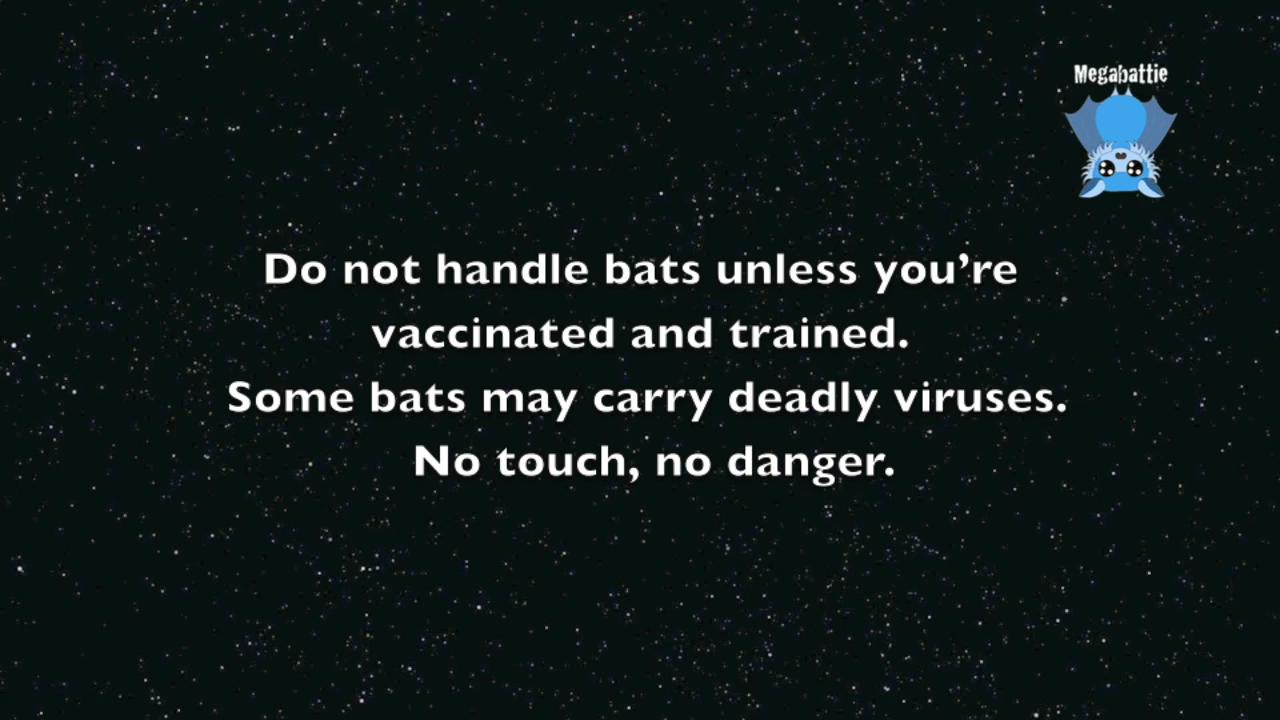 Megabattie
Do not handle bats unless you’re
vaccinated and trained.
Some bats may carry deadly viruses.
No touch, no danger.